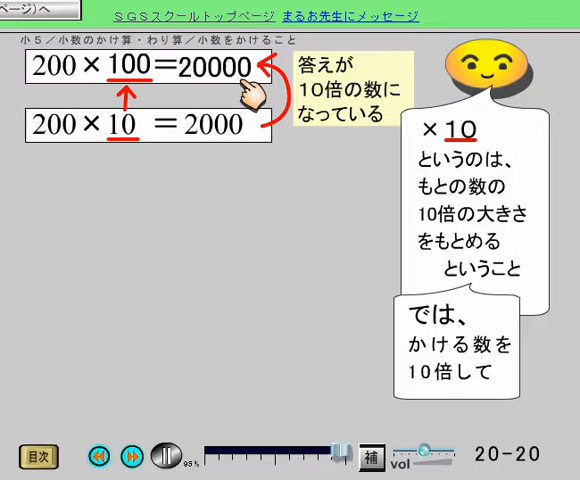 ページ）へ
ＳＧＳスクールトップページ まるお先生にメッセージ
小５／小数のかけ算・わり算／小数をかけること
200×100＝20000
200×10＝2000
答えが
１０倍の数に
なっている
×１０
というのは、
もとの数の
１０倍の大きさ
をもとめる
ということ
では、
かける数を
１０倍して
目次
95%
補
vol
20-20